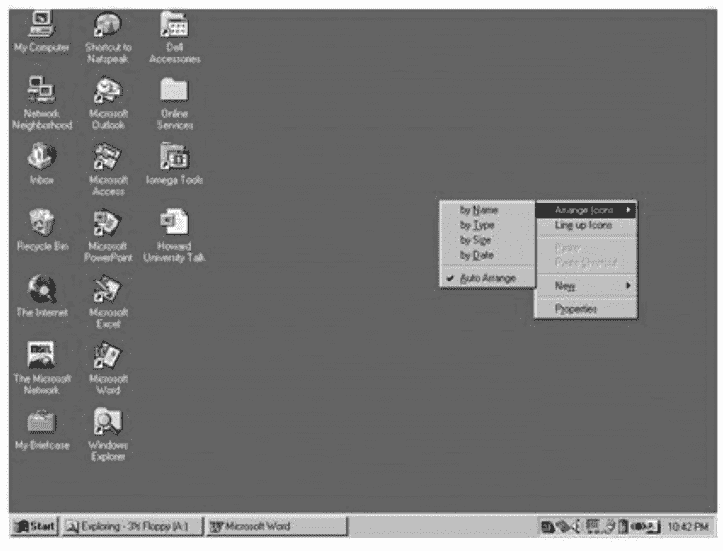 My Computer
Shortcut to
Natspeak
Dell
Accessories
Network
Neighborhood
Microsoft
Outlook
Online
Services
Inbox
Microsoft
Access
Iomega Tools
Recycle Bin
Microsoft
PowerPoint
Howard
University Talk
The Internet
Microsoft
Excel
msn.
The Microsoft
Network
Microsoft
Word
My Briefcase
Windows
Explorer
by Name
by Type
by Size
by Date
Auto Arrange
Arrange Icons
Line up Icons
Paste
Paste Shortcut
New
Properties
Start
Exploring - 3½ Floppy (A:)
Microsoft Word
10:42 PM